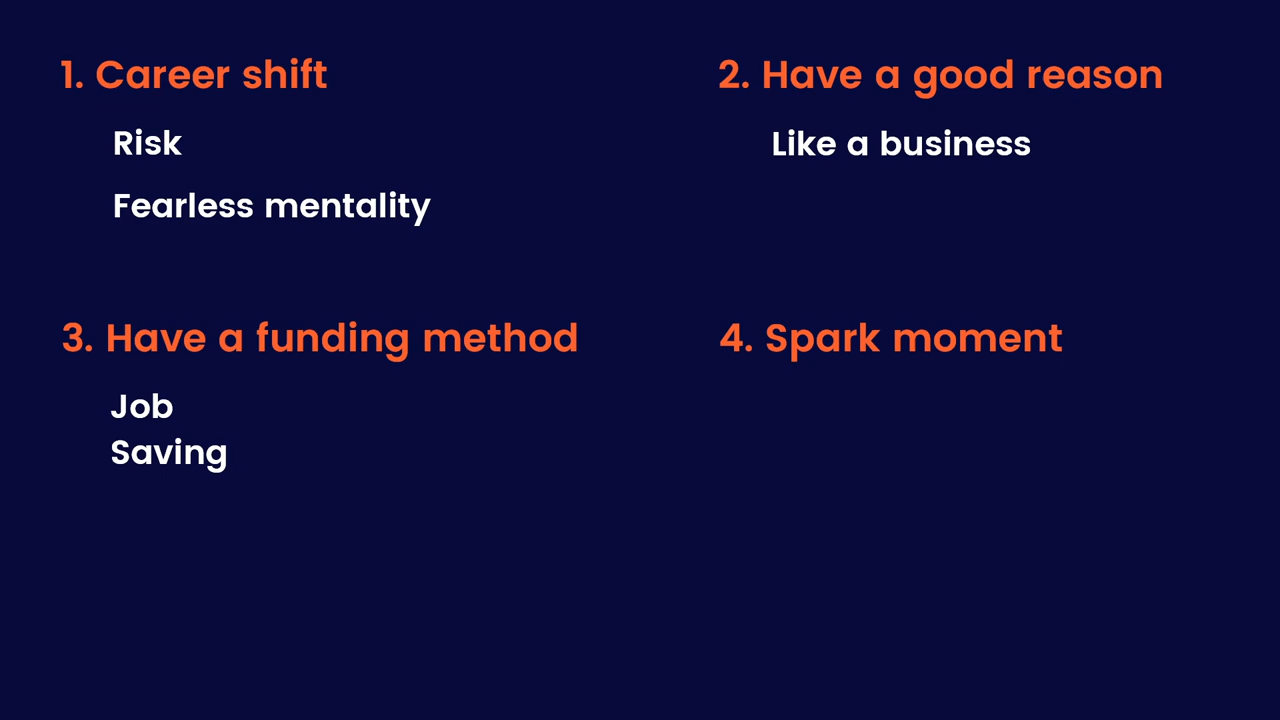 1. Career shift
Risk
Fearless mentality
2. Have a good reason
Like a business
3. Have a funding method
Job
Saving
4. Spark moment